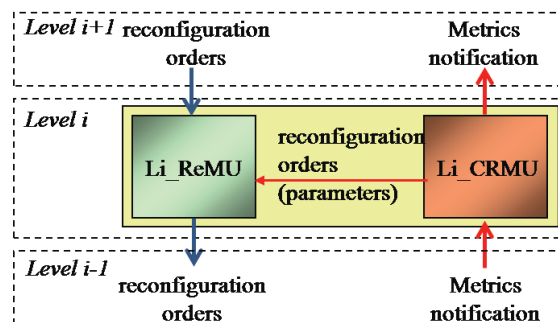 Level i+1
reconfiguration
orders
Metrics
notification
Level i
Li_ReMU
reconfiguration
orders
(parameters)
Li_CRMU
Level i-1
reconfiguration
orders
Metrics
notification